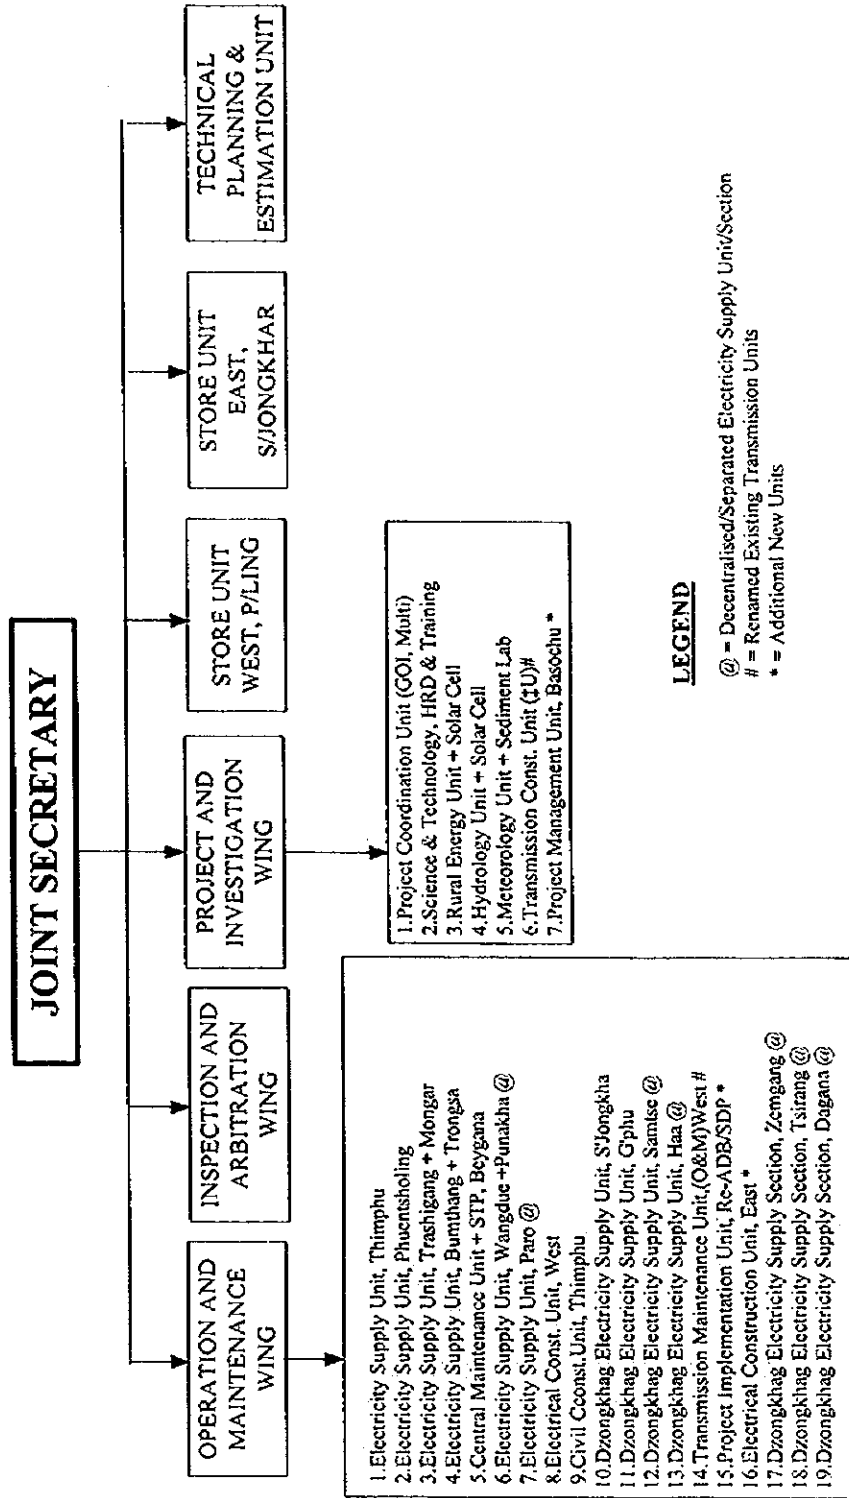 JOINT SECRETARY
OPERATION AND
MAINTENANCE
WING
INSPECTION AND
ARBITRATION
WING
PROJECT AND
INVESTIGATION
WING
STORE UNIT
WEST, P/LING
STORE UNIT
EAST,
S/JONGKHAR
TECHNICAL
PLANNING &
ESTIMATION UNIT
1.Electricity Supply Unit, Thimphu
2.Electricity Supply Unit, Phuentsholing
3.Electricity Supply Unit, Trashigang + Mongar
4.Electricity Supply Unit, Bumthang + Trongsa
5.Central Maintenance Unit + STP, Beygana
6.Electricity Supply Unit, Wangdue +Punakha @
7.Electricity Supply Unit, Paro @
8.Electrical Const. Unit, West
9.Civil Cconst.Unit, Thimphu
10.Dzongkhag Electricity Supply Unit, S'Jongkha
11.Dzoungkhag Electricity Supply Unit, G'phu
12.Dzongkhag Electricity Supply Unit, Samtse @
13.Dzongkhag Electricity Supply Unit, Haa @
14.Transmission Maintenance Unit,(O&M)West #
15.Project Implementation Unit, Re-ADB/SDP *
16.Electrical Construction Unit, East *
17.Dzongkhag Electricity Supply Section, Zemgang @
18.Dzongkhag Electricity Supply Section, Tsirang @
19.Dzongkhag Electricity Supply Section, Dagana @
1.Project Coordination Unit (GOI, Multi)
2.Science & Technology, HRD & Training
3.Rural Energy Unit + Solar Cell
4.Hydrology Unit + Solar Cell
5.Meteorology Unit + Sediment Lab
6.Transmission Const. Unit (IU)#
7.Project Management Unit, Basochu *
LEGEND
@ = Decentralised/Separated Electricity Supply Unit/Section
# = Renamed Existing Transmission Units
* = Additional New Units